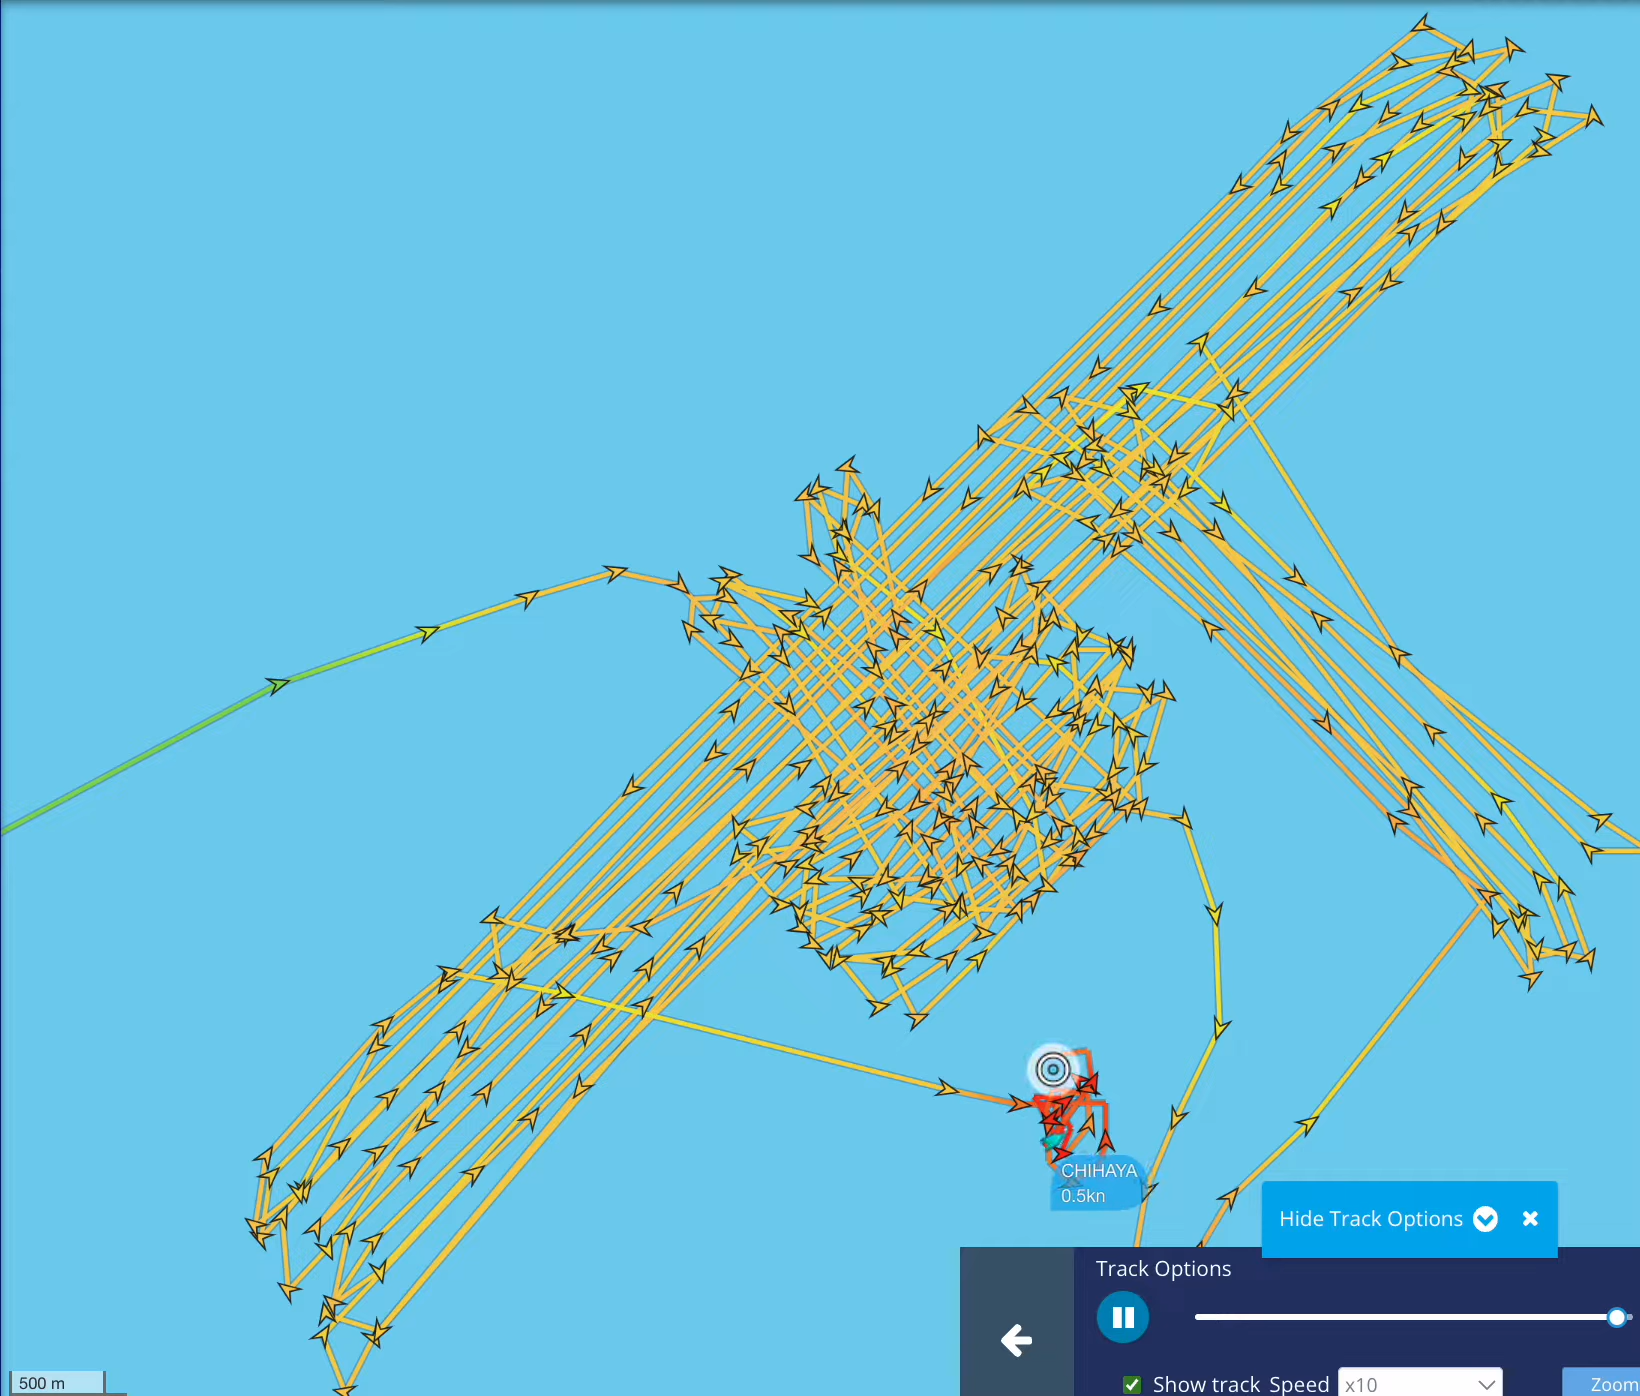 CHIHAYA
0.5kn
Hide Track Options
Track Options
Show track Speed x10 Zoom
500 m